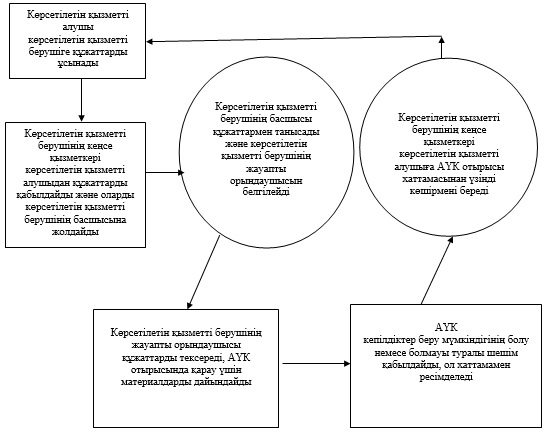 Көрсетілетін қызметті
алушы
көрсетілетін қызметті
берушіге құжаттарды
ұсынады
Көрсетілетін қызметті
берушінің кеңсе
қызметкері
көрсетілетін қызметті
алушыдан құжаттарды
қабылдайды және оларды
көрсетілетін қызметті
берушінің басшысына
жолдайды
Көрсетілетін қызметті
берушінің басшысы
құжаттармен танысады
және көрсетілетін
қызметті берушінің
жауапты
орындаушысын
белгілейді
Көрсетілетін қызметті берушінің
жауапты орындаушысы
құжаттарды тексереді, АҮК
отырысында қарау үшін
материалдарды дайындайды
АҮК
кепілдіктер беру мүмкіндігінің болу
немесе болмауы туралы шешім
қабылдайды, ол хаттамамен
ресімделеді
Көрсетілетін қызметті
берушінің кеңсе
қызметкері
көрсетілетін қызметті
алушыға АҮК отырысы
хаттамасынан үзінді
көшірмені береді